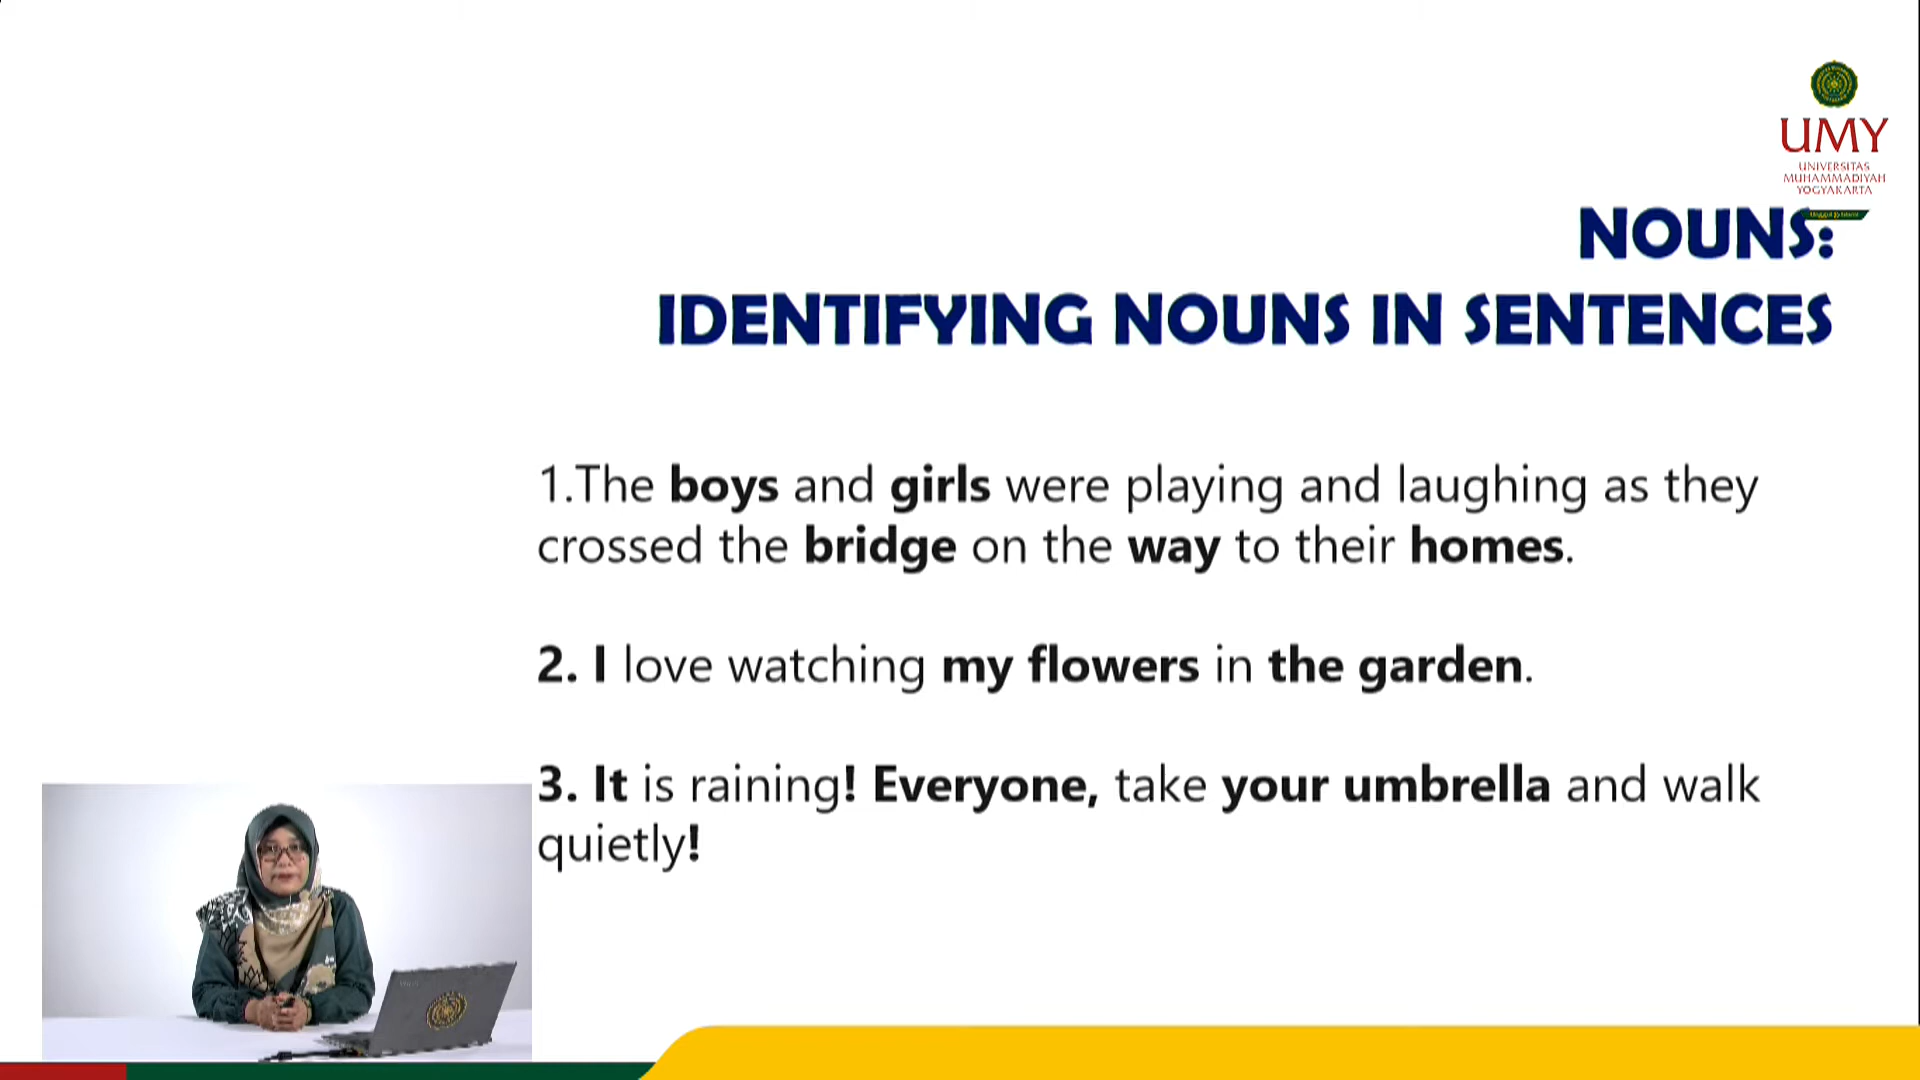 UMY
UNIVERSITAS
MUHAMMADIYAH
YOGYAKARTA
NOUNS:
IDENTIFYING NOUNS IN SENTENCES
1.The boys and girls were playing and laughing as they
crossed the bridge on the way to their homes.
2. I love watching my flowers in the garden.
3. It is raining! Everyone, take your umbrella and walk
quietly!